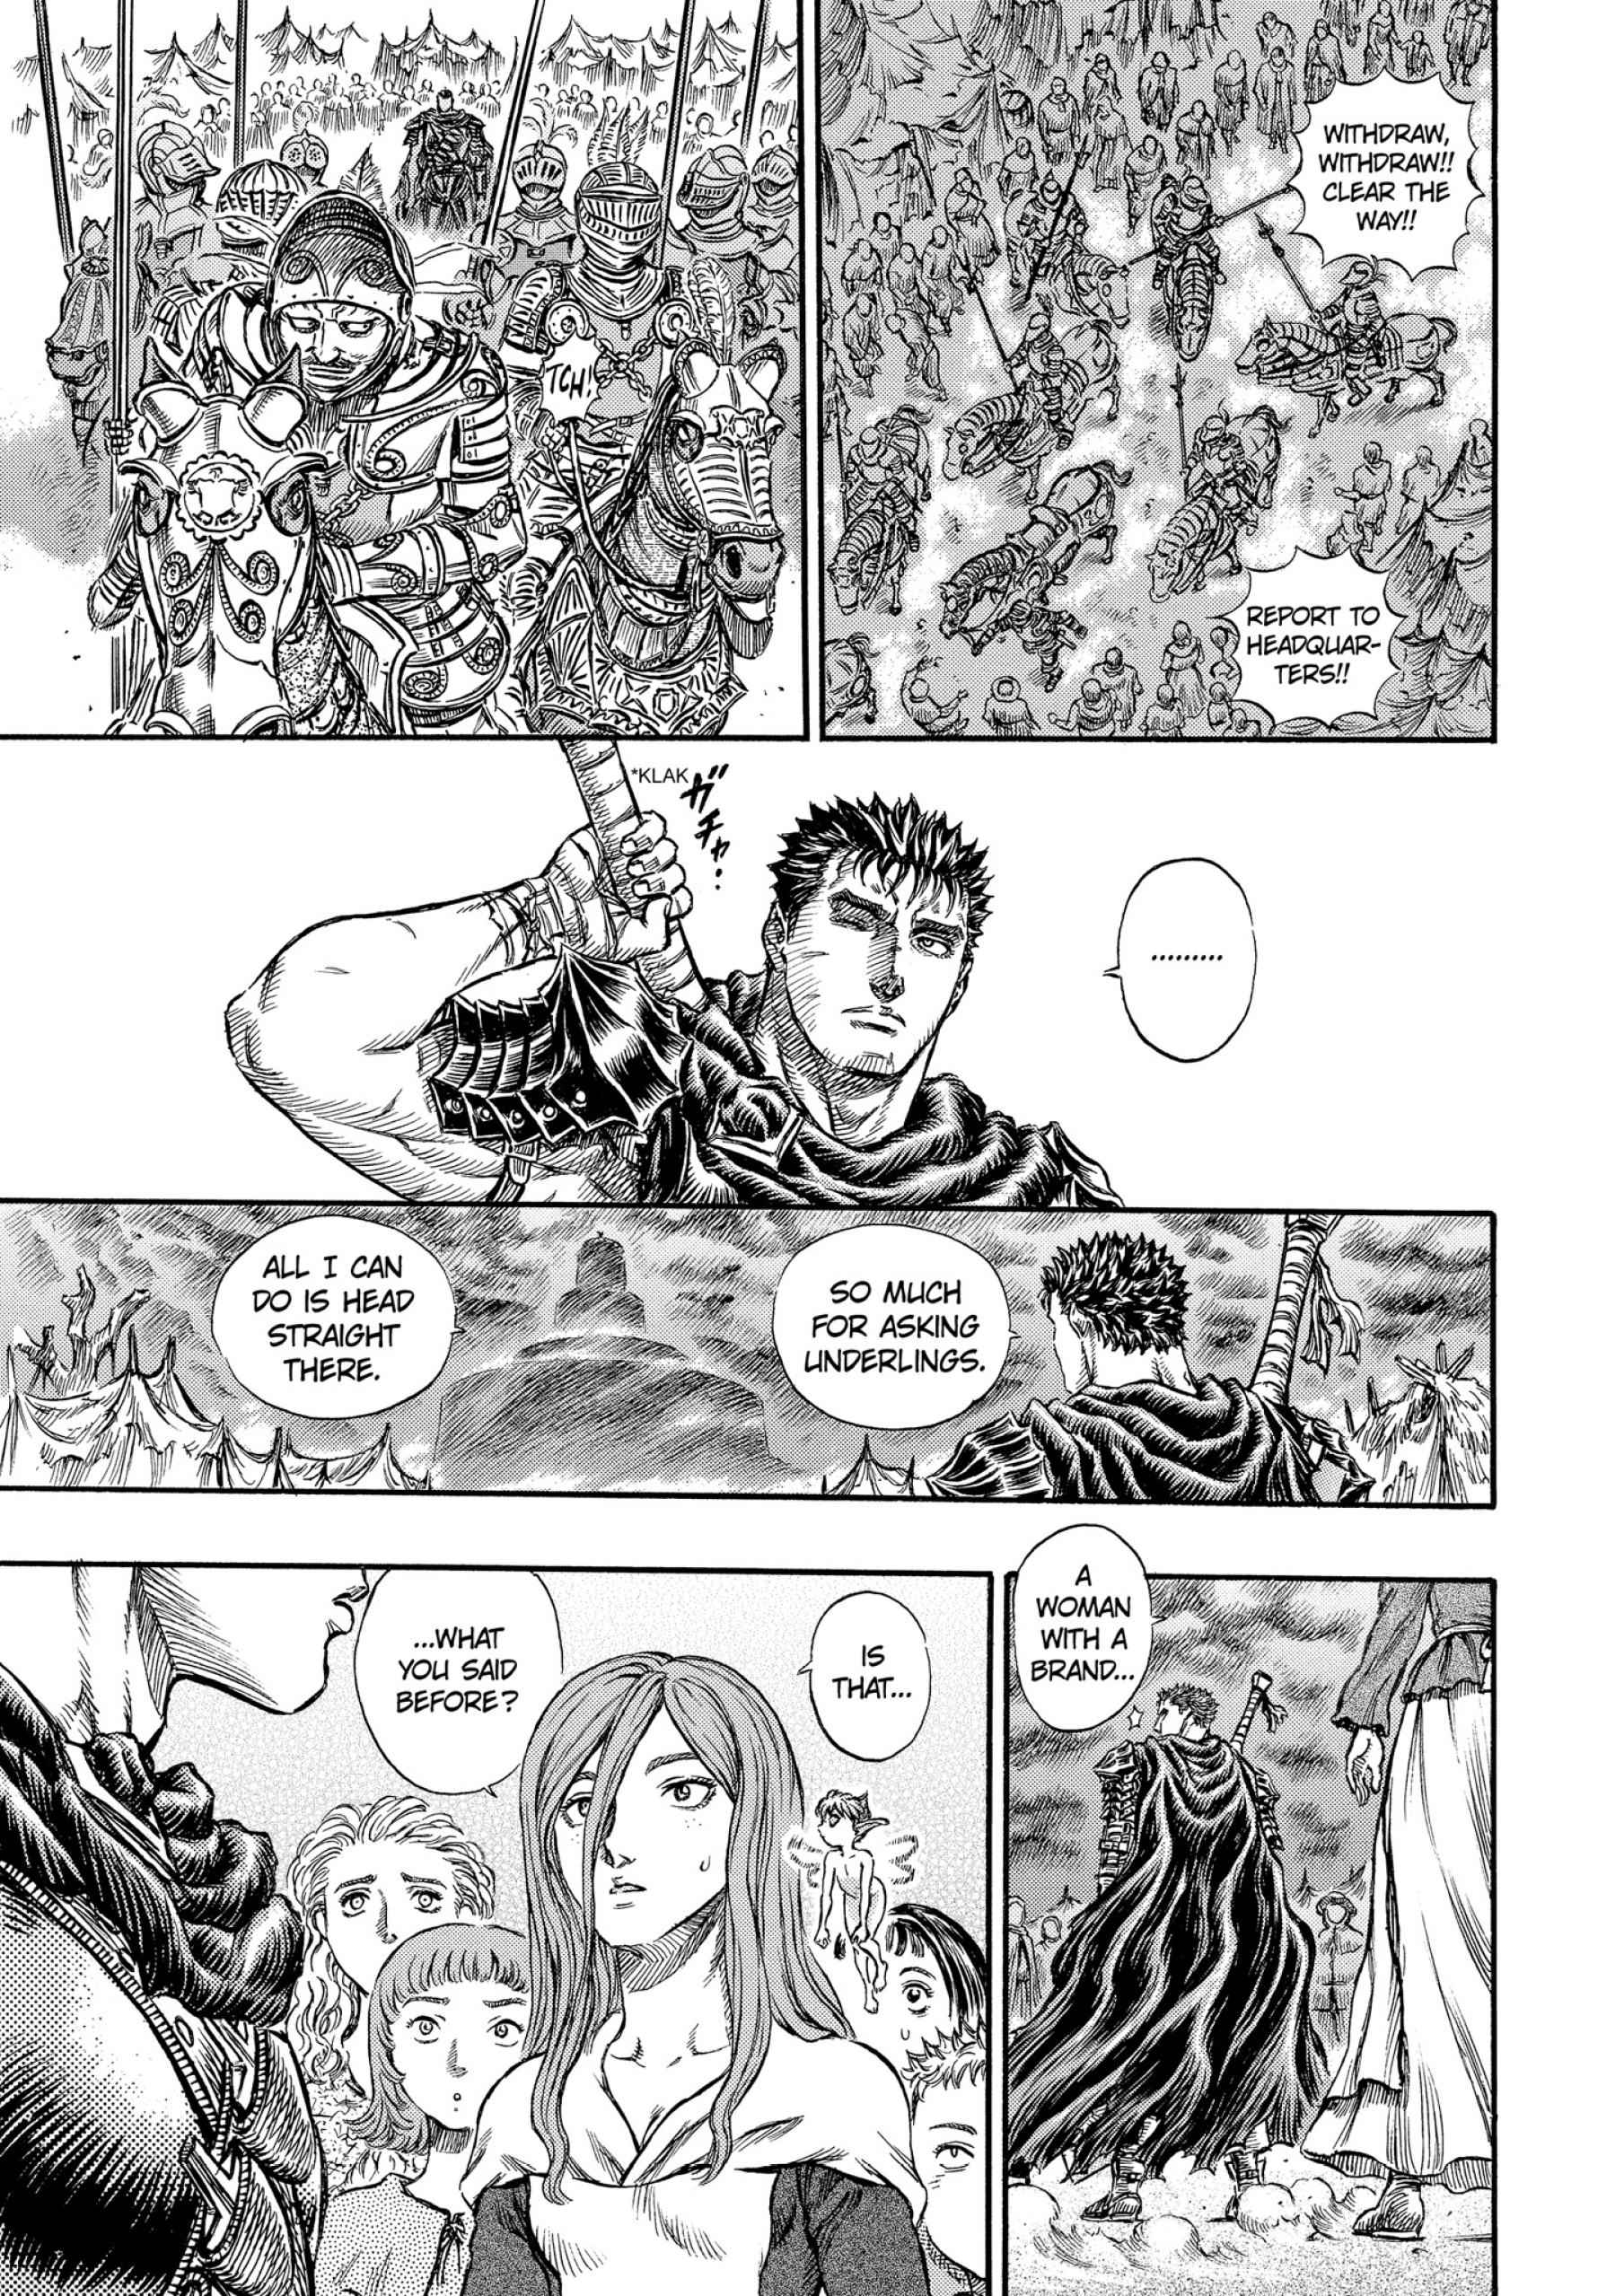 WITHDRAW,
WITHDRAW!!
CLEAR THE
WAY!!
REPORT TO
HEADQUAR-
TERS!!
TCH!
*KLAK
ガチャ・
.........
SO MUCH
FOR ASKING
UNDERLINGS.
ALL I CAN
DO IS HEAD
STRAIGHT
THERE.
A
WOMAN
WITH A
BRAND...
IS
THAT...
...WHAT
YOU SAID
BEFORE?